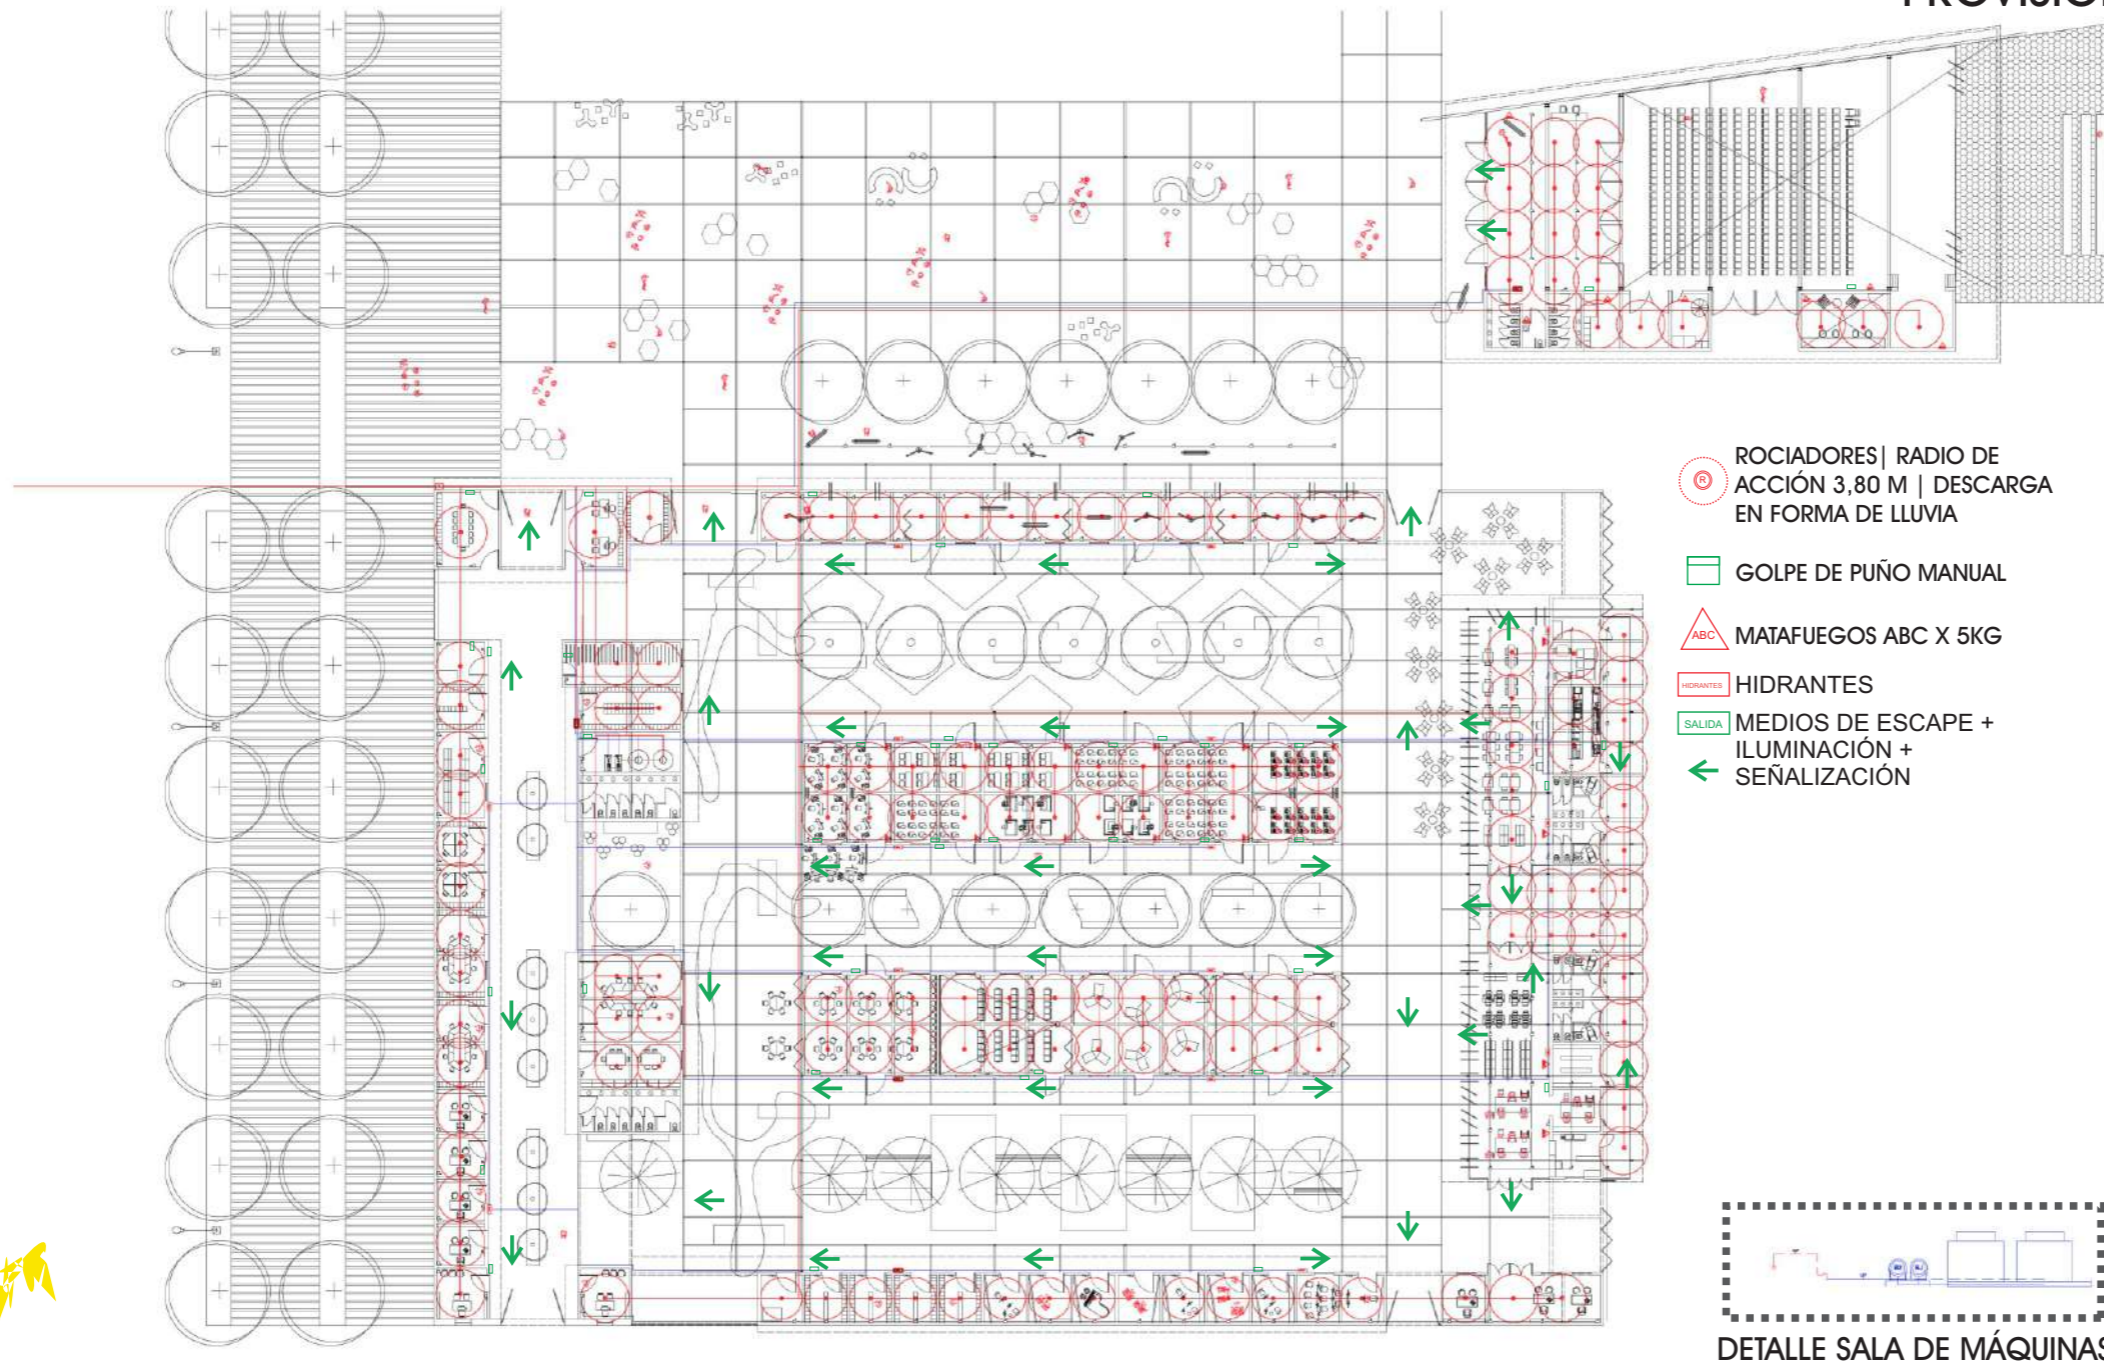 ROCIADORES| RADIO DE
ACCIÓN 3,80 M | DESCARGA
EN FORMA DE LLUVIA
R
GOLPE DE PUÑO MANUAL
ABC
MATAFUEGOS ABC X 5KG
HIDRANTES
HIDRANTES
SALIDA
MEDIOS DE ESCAPE +
ILUMINACIÓN +
SEÑALIZACIÓN
DETALLE SALA DE MÁQUINAS